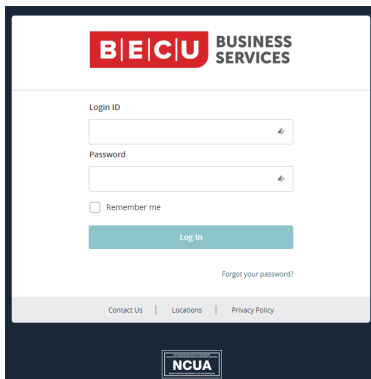 BECU BUSINESS
SERVICES
Login ID
Password
Remember me
Log In
Forgot your password?
Contact Us | Locations | Privacy Policy
NCUA